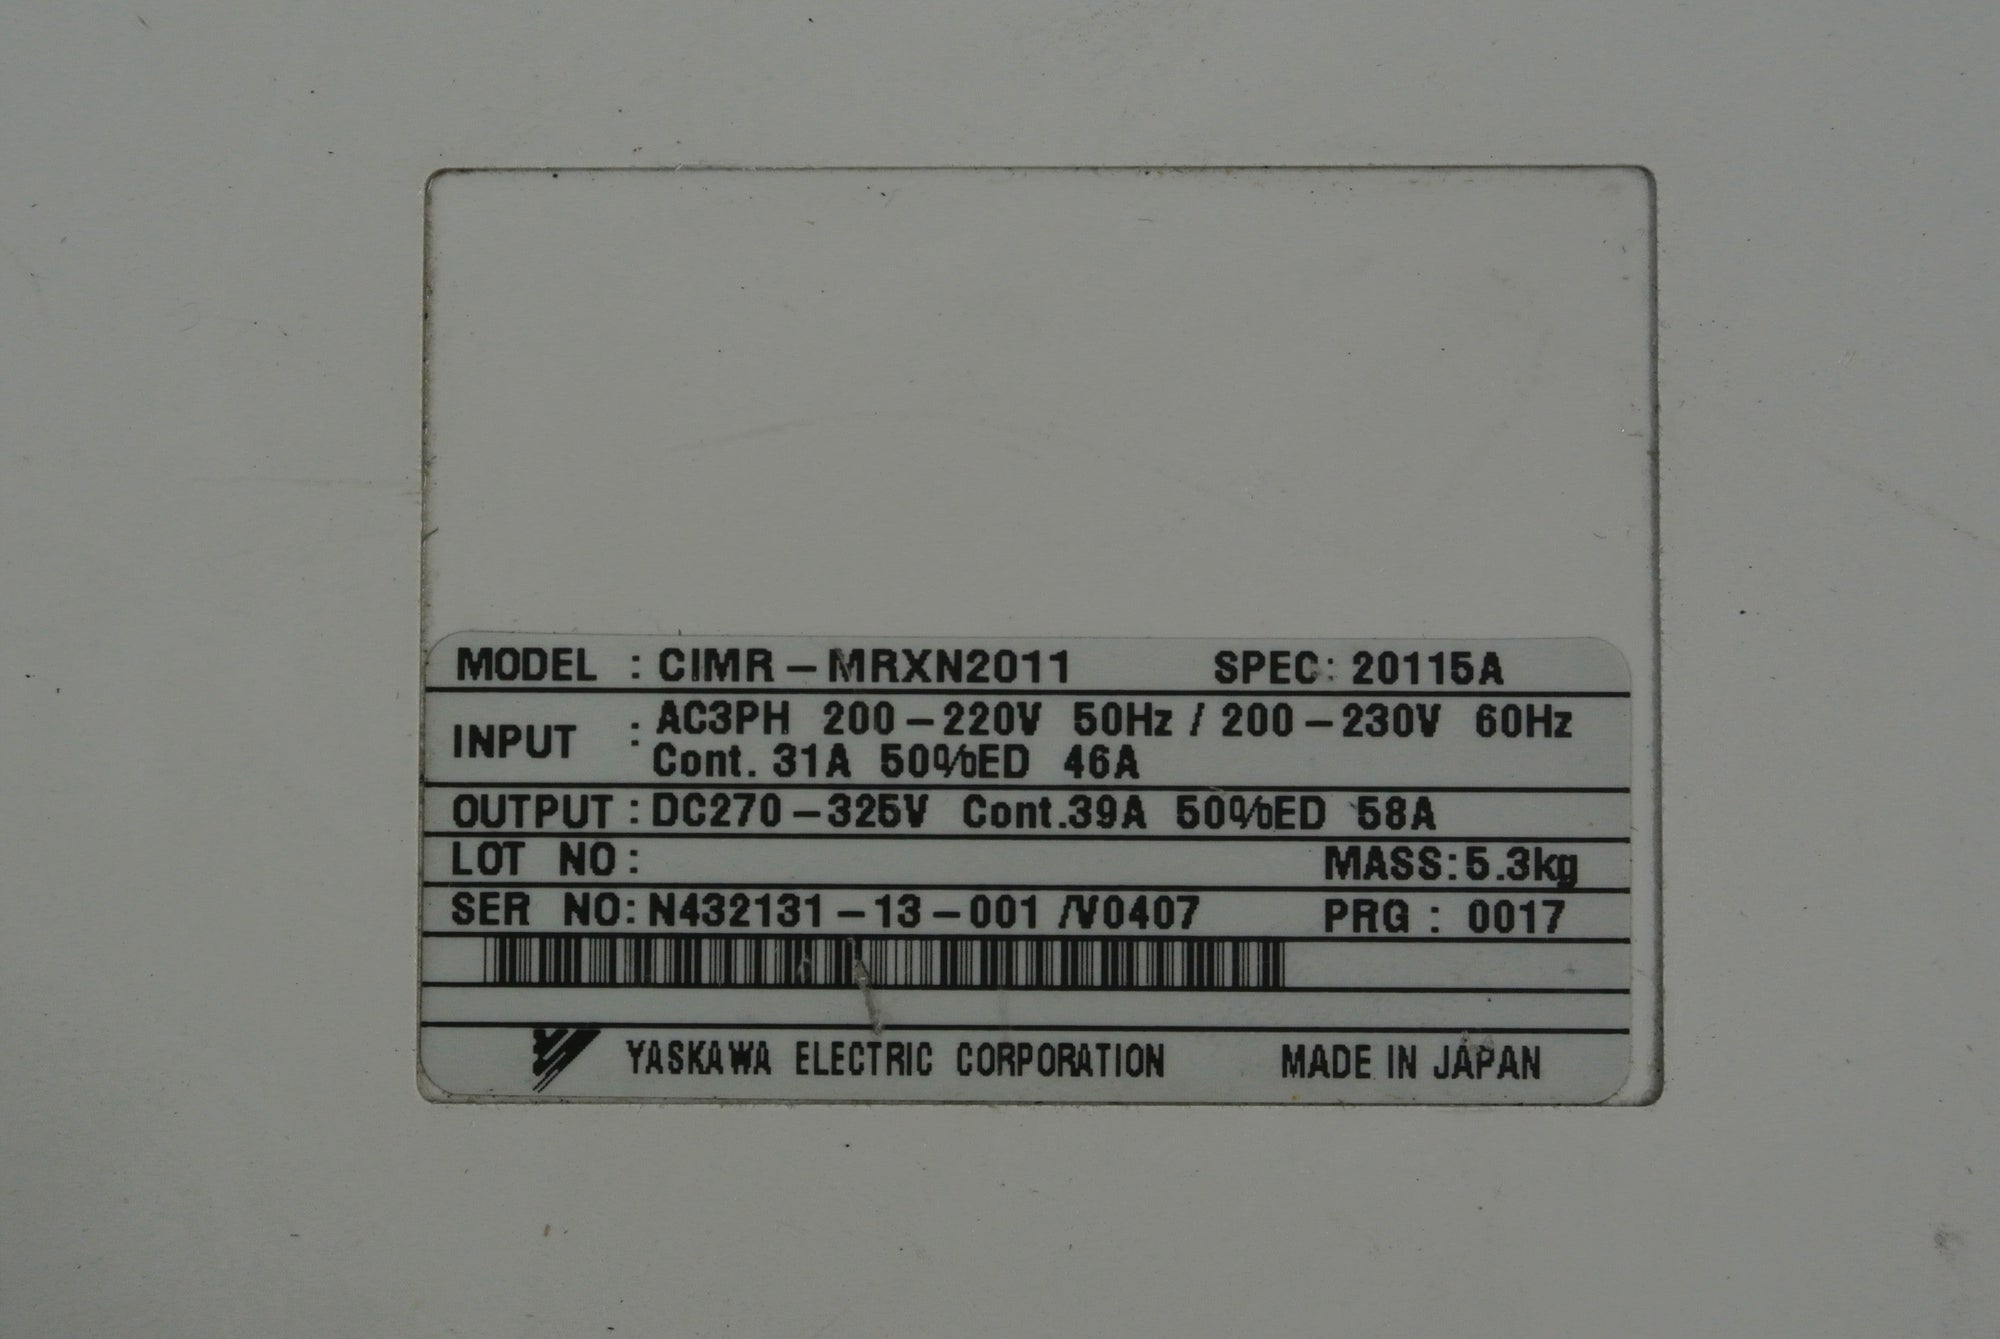 MODEL : CIMR-MRXN2011 SPEC: 20115A
INPUT : AC3PH 200-220V 50Hz / 200-230V 60Hz
Cont. 31A 50%ED 46A
OUTPUT : DC270-325V Cont.39A 50%ED 58A
LOT NO : MASS: 5.3kg
SER NO: N432131-13-001 /V0407 PRG : 0017
YASKAWA ELECTRIC CORPORATION MADE IN JAPAN